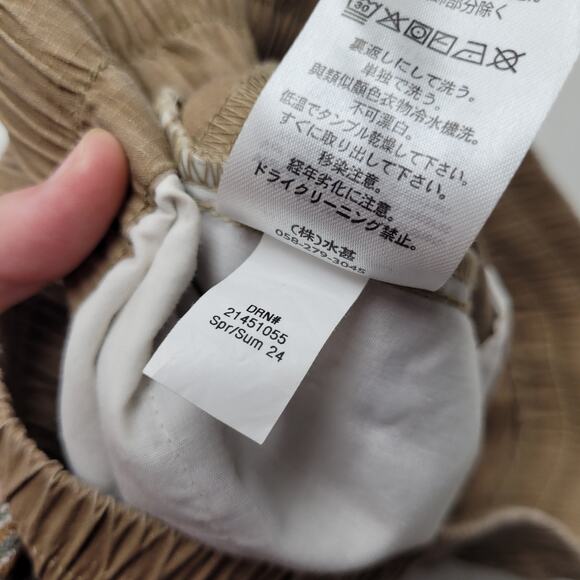 部分除く
30
裏返しにして洗う。
単独で洗う。
與類似顏色衣物冷水機洗。
不可漂白。
低温でタンブル乾燥して下さい。
すぐに取り出して下さい。
移染注意。
経年劣化に注意。
ドライクリーニング禁止。
(株)水甚
058-279-3045
DRN#
21451055
Spr/Sum 24